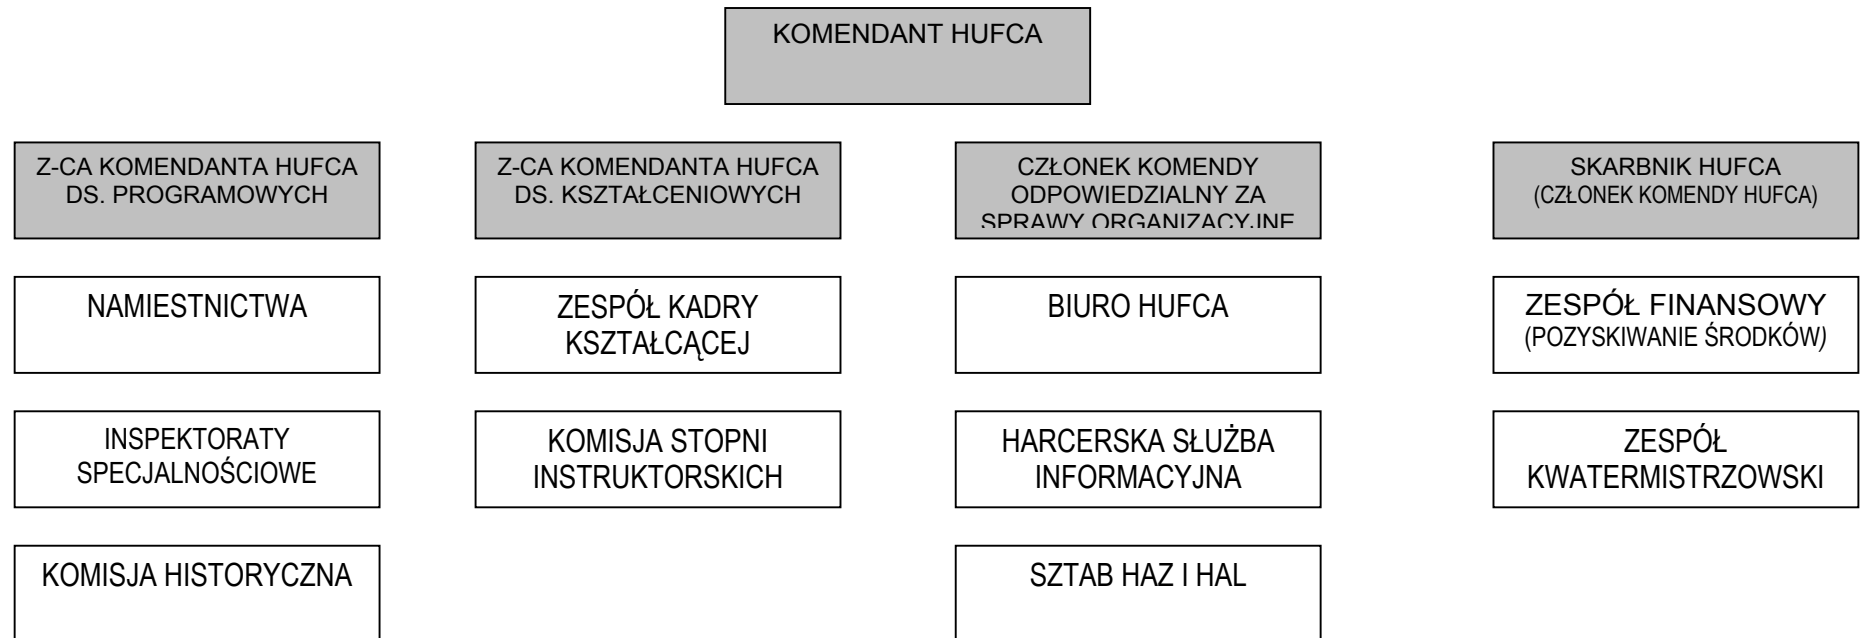 KOMENDANT HUFCA
Z-CA KOMENDANTA HUFCA
DS. PROGRAMOWYCH
Z-CA KOMENDANTA HUFCA
DS. KSZTAŁCENIOWYCH
CZŁONEK KOMENDY
ODPOWIEDZIALNY ZA
SPRAWY ORGANIZACYJNE
SKARBNIK HUFCA
(CZŁONEK KOMENDY HUFCA)
NAMIESTNICTWA
ZESPÓŁ KADRY
KSZTAŁCĄCEJ
BIURO HUFCA
ZESPÓŁ FINANSOWY
(POZYSKIWANIE ŚRODKÓW)
INSPEKTORATY
SPECJALNOŚCIOWE
KOMISJA STOPNI
INSTRUKTORSKICH
HARCERSKA SŁUŻBA
INFORMACYJNA
ZESPÓŁ
KWATERMISTRZOWSKI
KOMISJA HISTORYCZNA
SZTAB HAZ I HAL